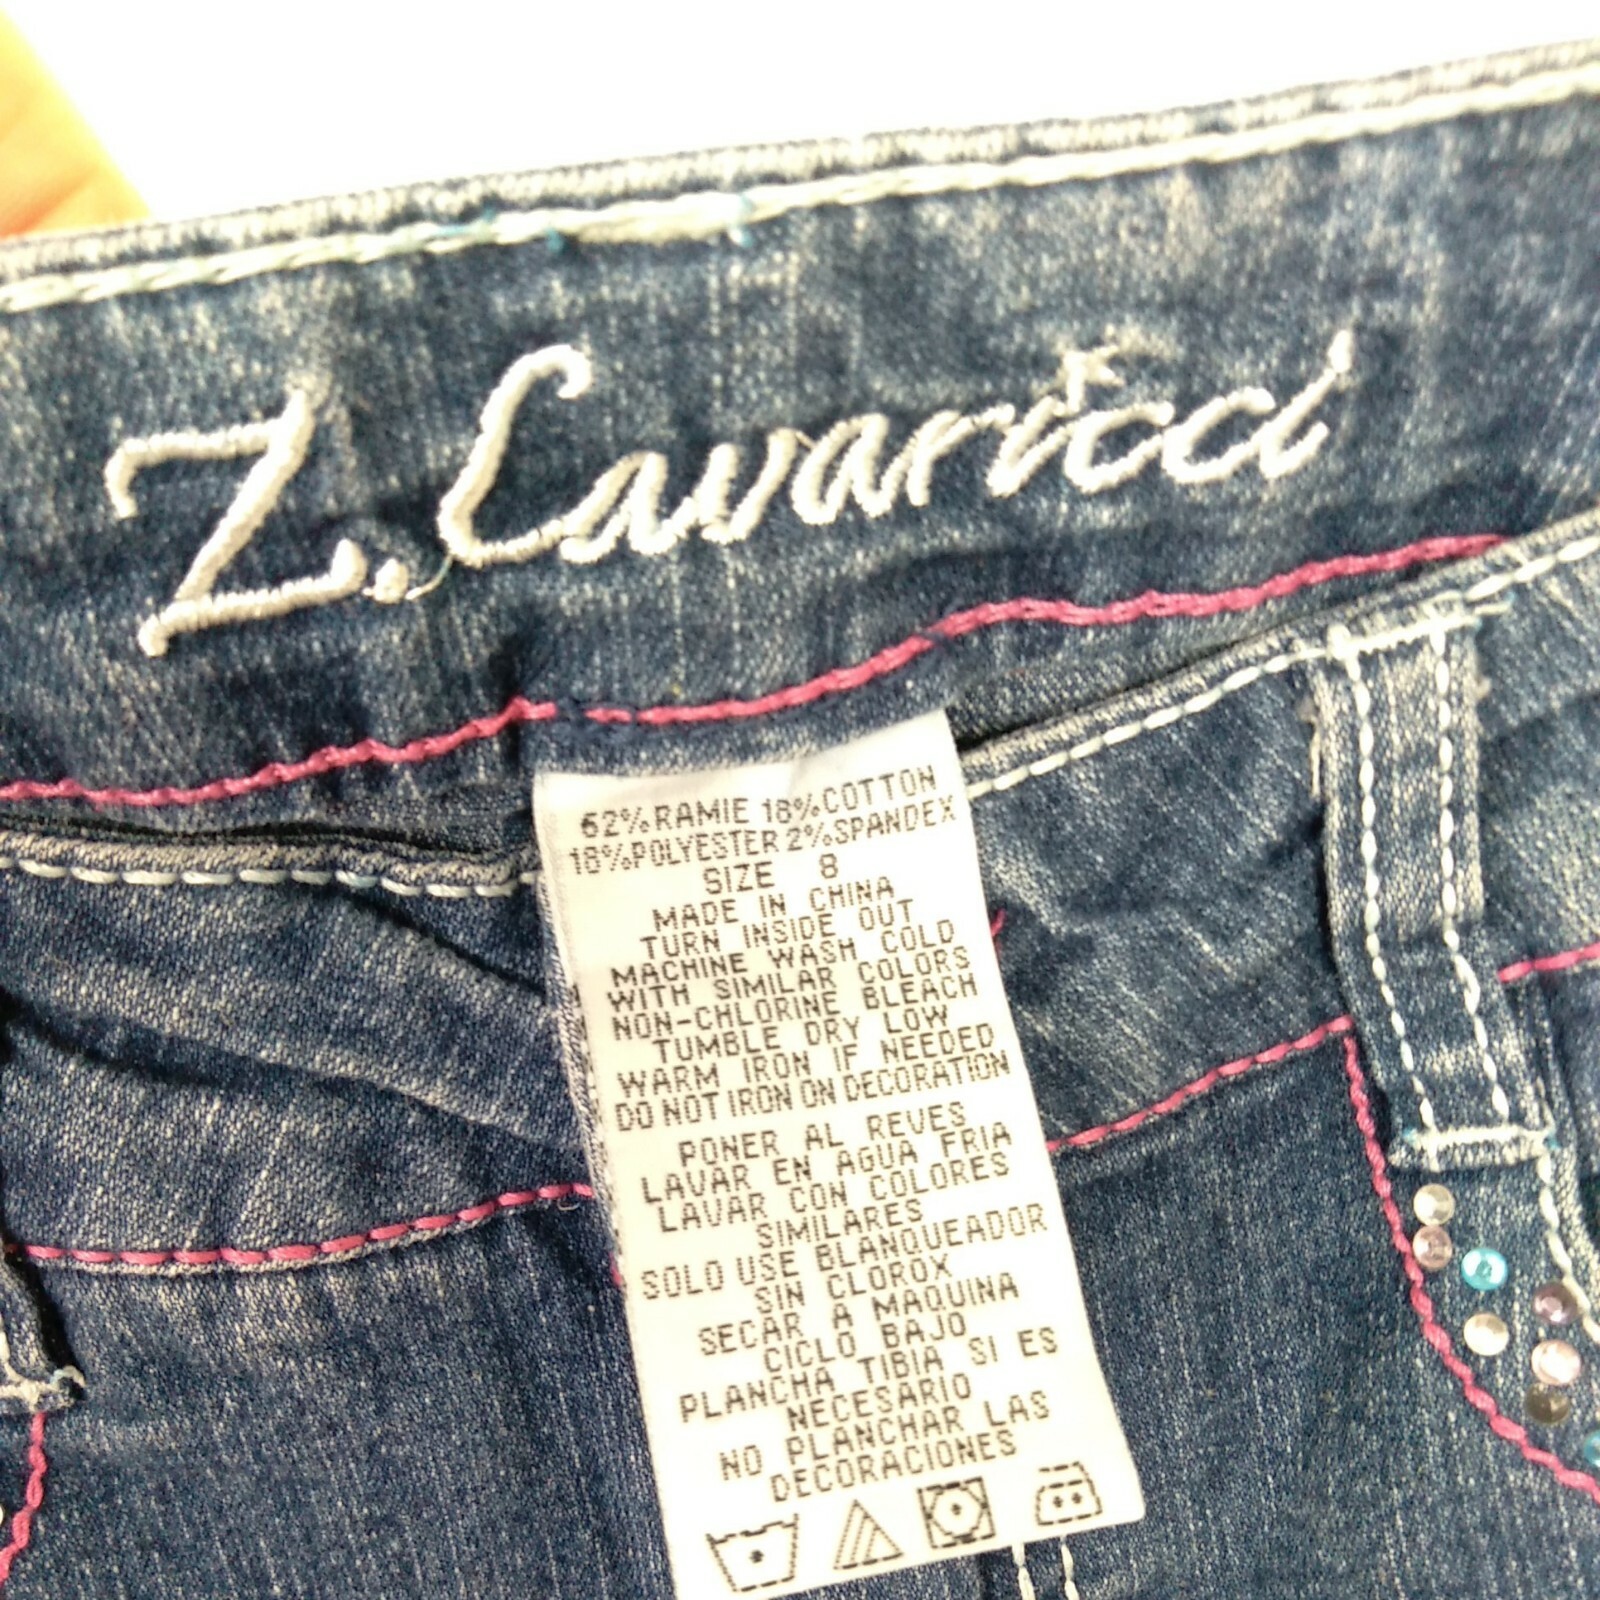 Z. Cavaricci
62% RAMIE 18% COTTON
18% POLYESTER 2% SPANDEX
SIZE 8
MADE IN CHINA
TURN INSIDE OUT
MACHINE WASH COLD
WITH SIMILAR COLORS
NON-CHLORINE BLEACH
TUMBLE DRY LOW
WARM IRON IF NEEDED
DO NOT IRON ON DECORATION
PONER AL REVES
LAVAR EN AGUA FRIA
LAVAR CON COLORES
SIMILARES
SOLO USE BLANQUEADOR
SIN CLOROX
SECAR A MAQUINA
CICLO BAJO
PLANCHA TIBIA SI ES
NECESARIO
NO PLANCHAR LAS
DECORACIONES